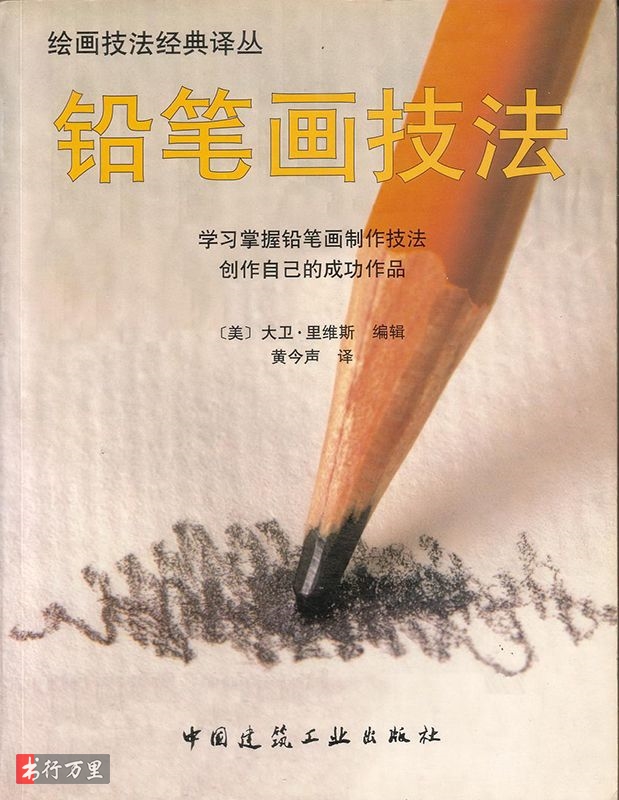 绘画技法经典译丛
铅笔画技法
学习掌握铅笔画制作技法
创作自己的成功作品
〔美〕大卫·里维斯 编辑
黄今声 译
中国建筑工业出版社
书行万里